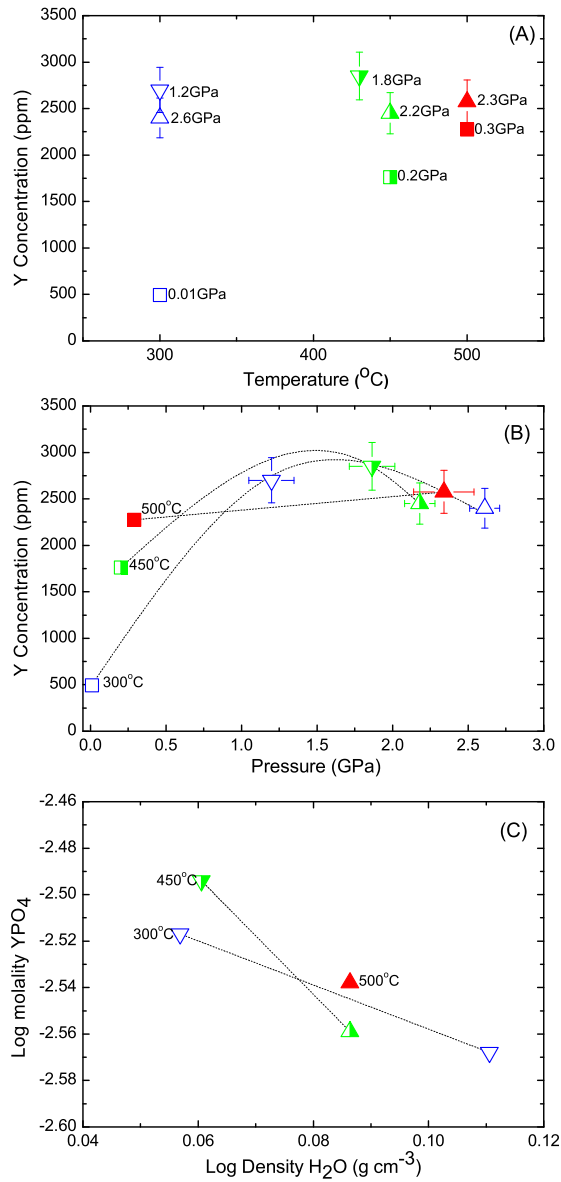 (A)
3500
3000
2500
2000
1500
1000
500
0
Y Concentration (ppm)
1.2GPa
2.6GPa
0.01GPa
1.8GPa
2.2GPa
0.2GPa
2.3GPa
0.3GPa
300 400 500
Temperature (°C)
(B)
3500
3000
2500
2000
1500
1000
500
0
Y Concentration (ppm)
500°C
450°C
300°C
0.0 0.5 1.0 1.5 2.0 2.5 3.0
Pressure (GPa)
(C)
-2.46
-2.48
-2.50
-2.52
-2.54
-2.56
-2.58
-2.60
Log molality YPO₄
450°C
300°C
500°C
0.04 0.06 0.08 0.10 0.12
Log Density H₂O (g cm⁻³)